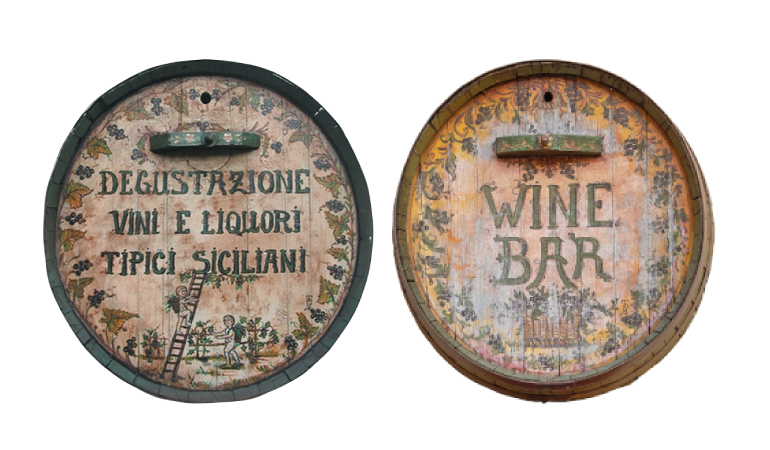 DEGUSTAZIONE
VINI E LIQUORI
TIPICI SICILIANI
WINE
BAR